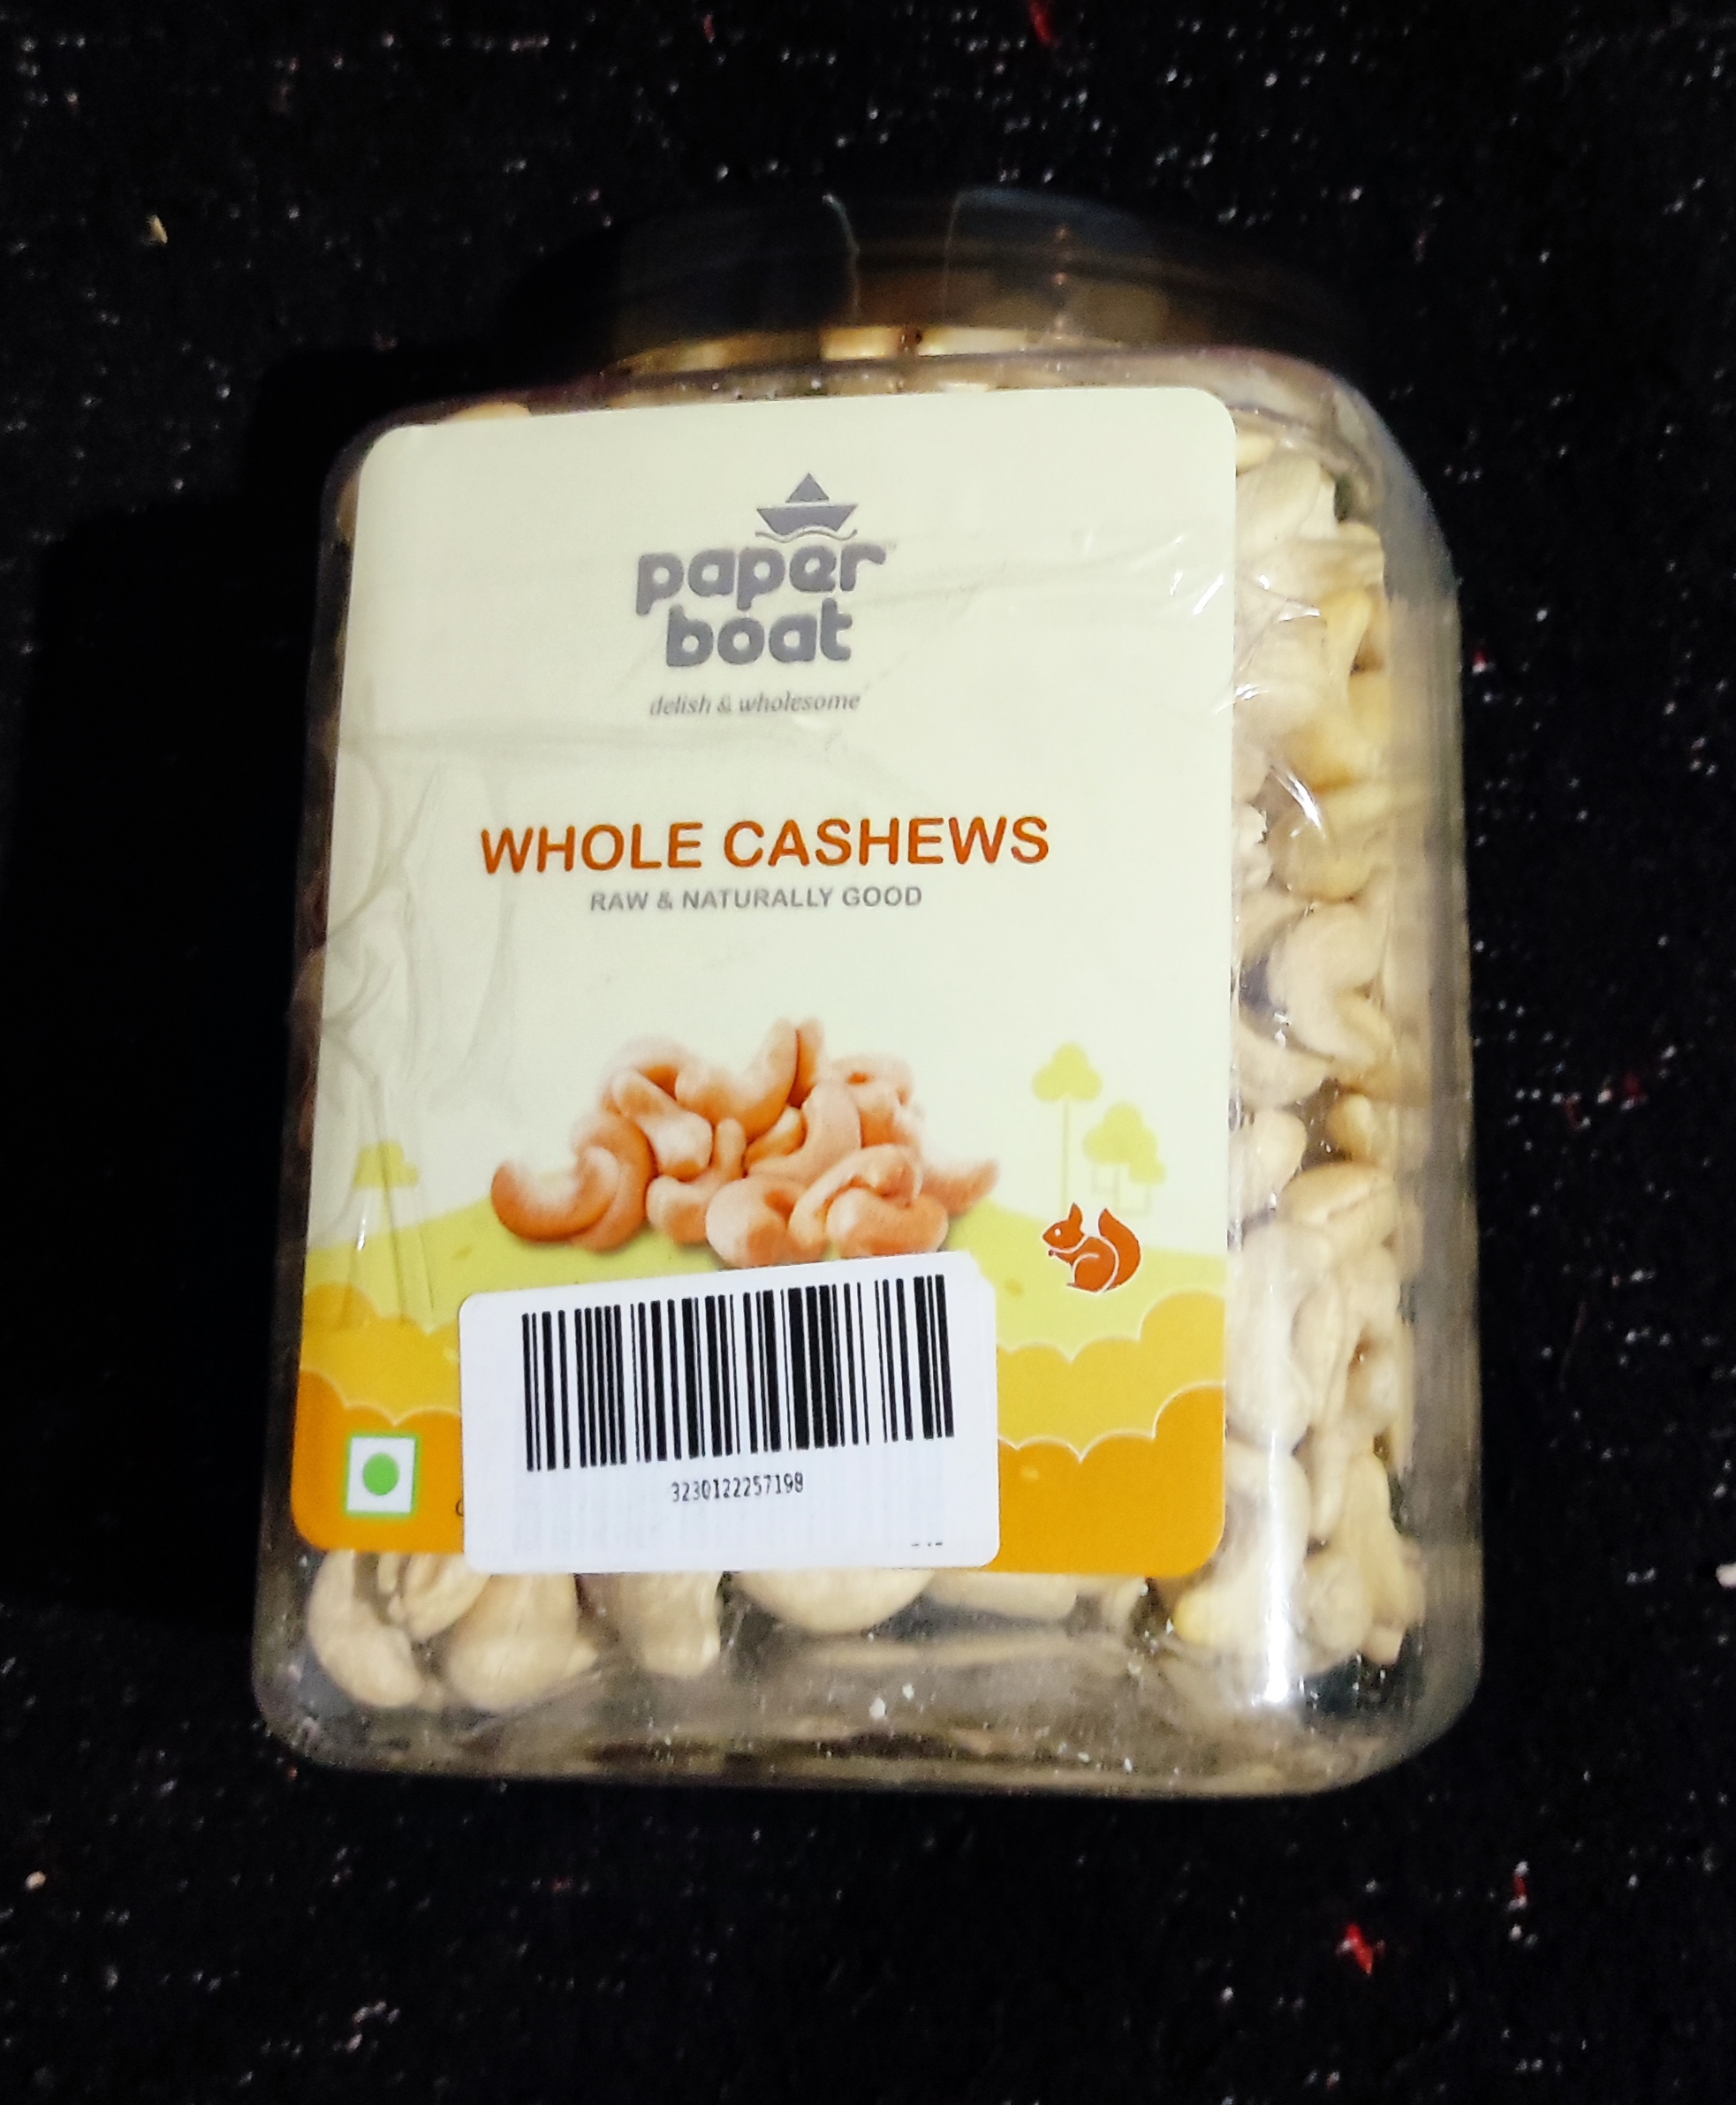 paper
boat
delish & wholesome
WHOLE CASHEWS
RAW & NATURALLY GOOD
3230122257198